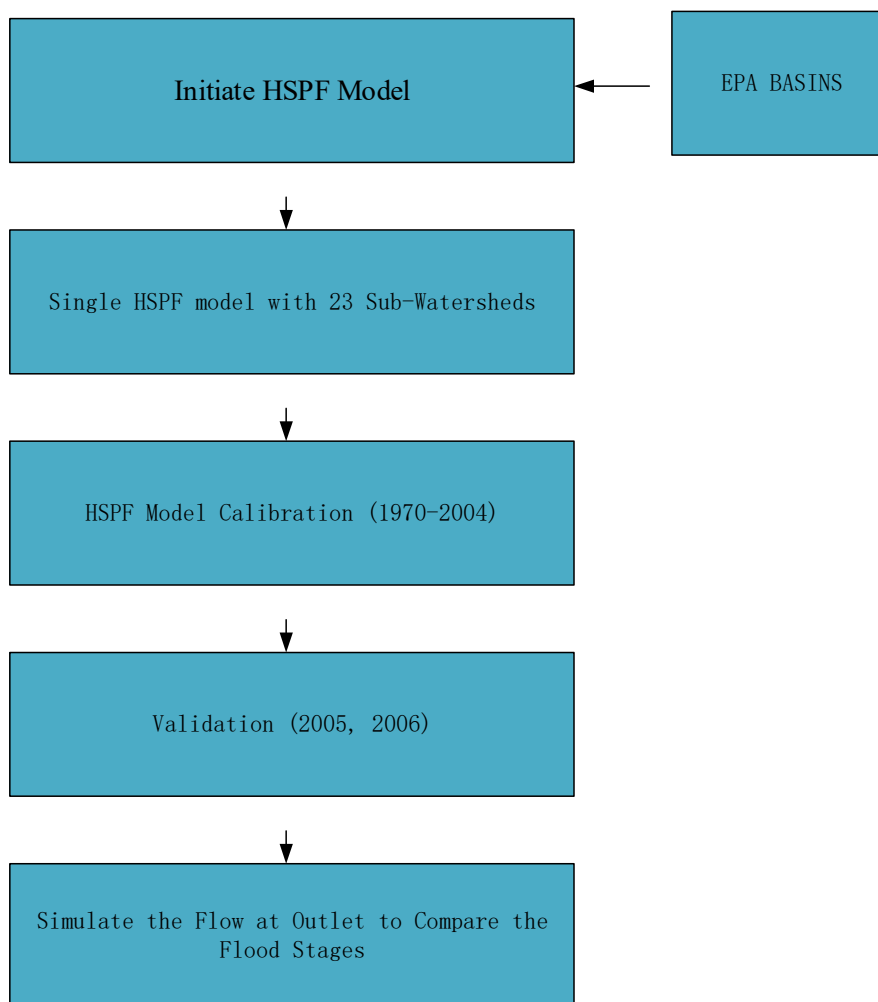 Initiate HSPF Model
EPA BASINS
Single HSPF model with 23 Sub-Watersheds
HSPF Model Calibration (1970-2004)
Validation (2005, 2006)
Simulate the Flow at Outlet to Compare the
Flood Stages